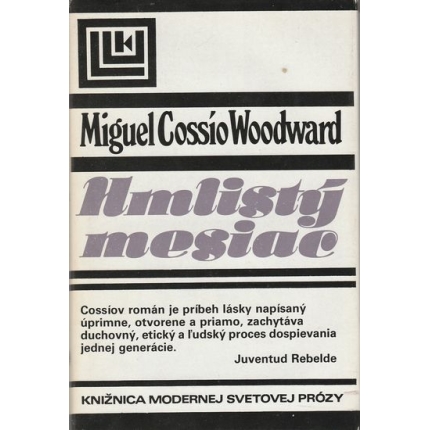 Miguel Cossío Woodward
Hmlistý
mesiac
Cossíov román je príbeh lásky napísaný
úprimne, otvorene a priamo, zachytáva
duchovný, etický a ľudský proces dospievania
jednej generácie.
Juventud Rebelde
KNIŽNICA MODERNEJ SVETOVEJ PRÓZY